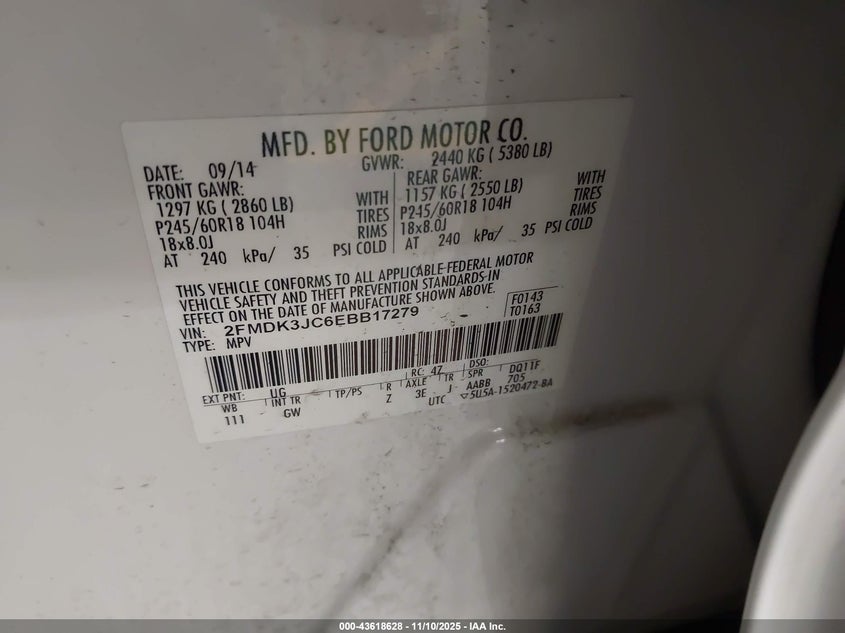 MFD. BY FORD MOTOR CO.
DATE: 09/14
GVWR: 2440 KG ( 5380 LB)
FRONT GAWR:
1297 KG ( 2860 LB)
P245/60R18 104H
18x8.0J
WITH
TIRES
RIMS
AT 240 kPa/ 35 PSI COLD
REAR GAWR:
1157 KG ( 2550 LB)
P245/60R18 104H
18x8.0J
WITH
TIRES
RIMS
AT 240 kPa/ 35 PSI COLD
THIS VEHICLE CONFORMS TO ALL APPLICABLE FEDERAL MOTOR
VEHICLE SAFETY AND THEFT PREVENTION STANDARDS IN
EFFECT ON THE DATE OF MANUFACTURE SHOWN ABOVE.
VIN: 2FMDK3JC6EBB17279
TYPE: MPV
F0143
T0163
EXT PNT: UG RC: 47 DSO:
WB INT TR TP/PS R AXLE TR SPR DQ11F
111 GW Z 3E J AABB 705
UTC ▽5U5A-1520472-BA
000-43618628 - 11/10/2025 - IAA Inc.